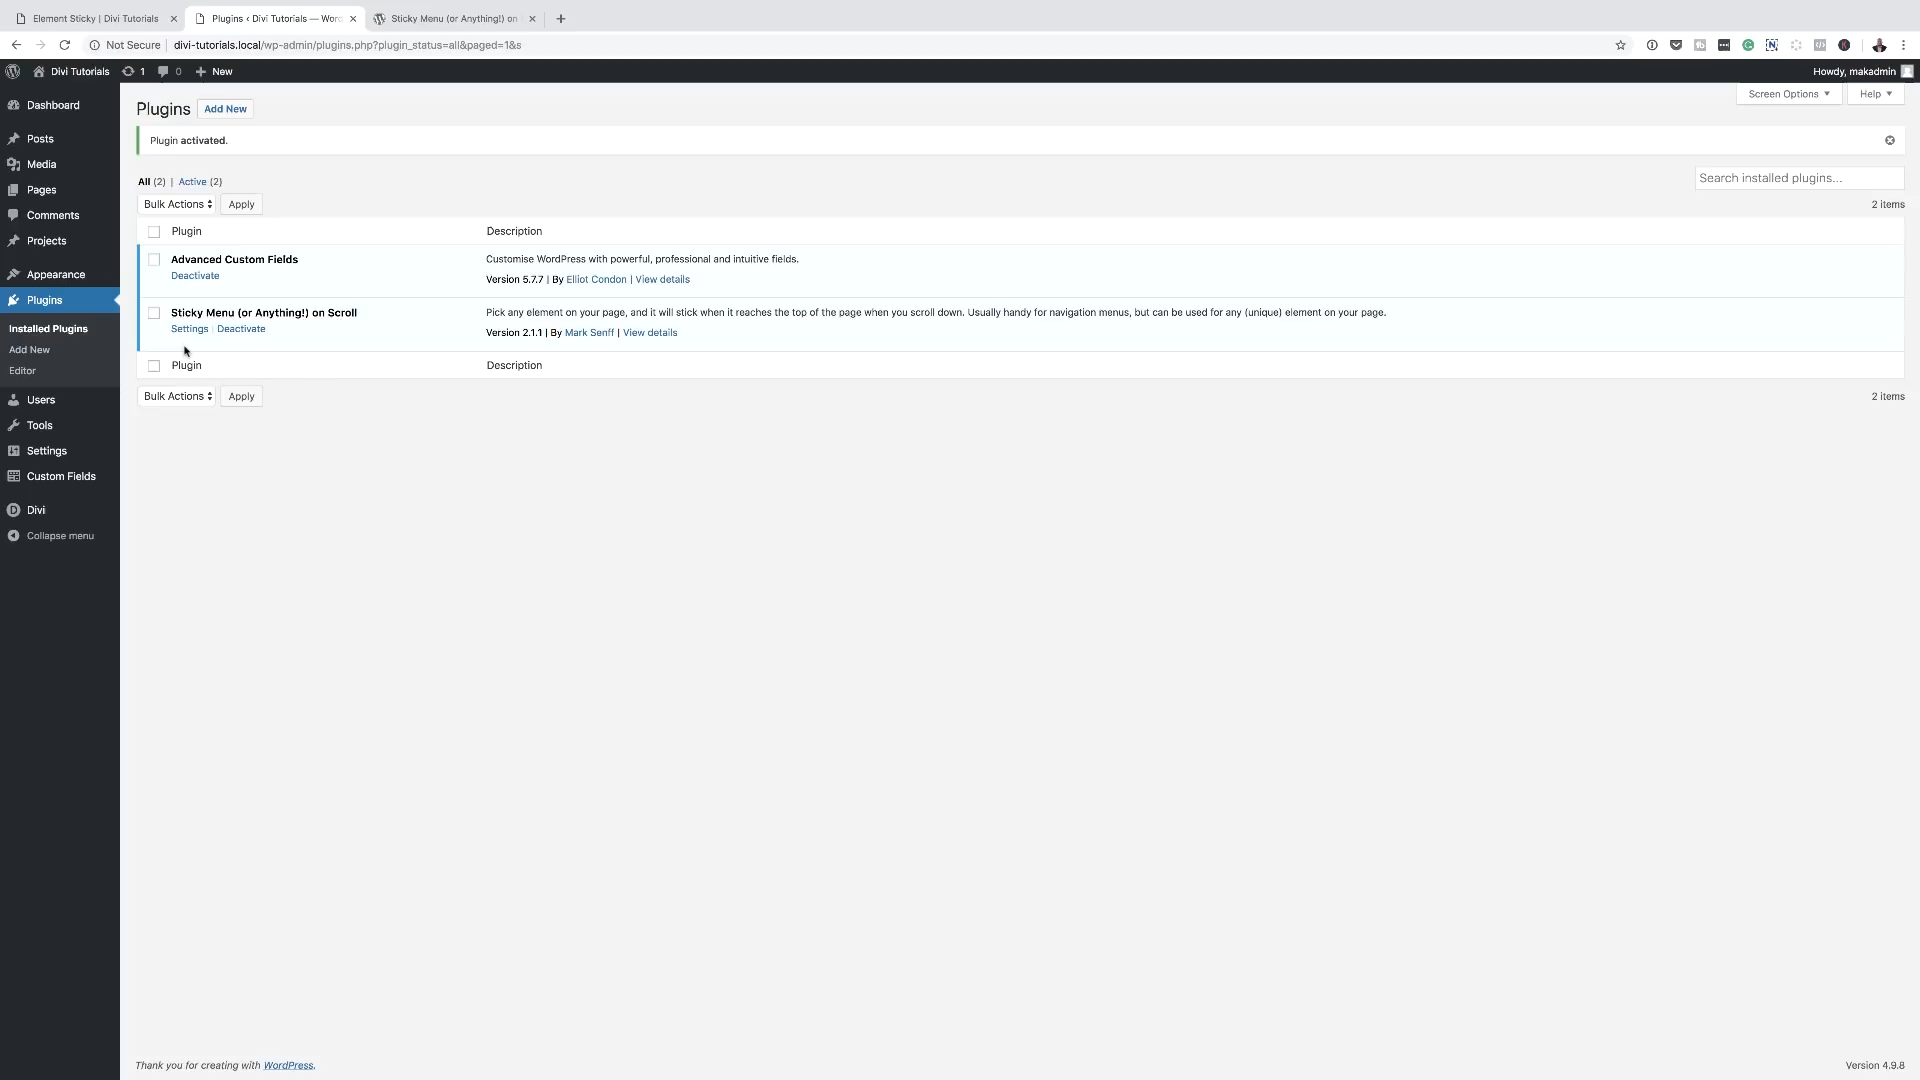 Element Sticky | Divi Tutorials
Plugins ‹ Divi Tutorials — Word
Sticky Menu (or Anything!) on
Not Secure | divi-tutorials.local/wp-admin/plugins.php?plugin_status=all&paged=1&s
Divi Tutorials 1 0 New
Howdy, makadmin
Dashboard
Posts
Media
Pages
Comments
Projects
Appearance
Plugins
Installed Plugins
Add New
Editor
Users
Tools
Settings
Custom Fields
Divi
Collapse menu
Screen Options
Help
Plugins Add New
Plugin activated.
All (2) | Active (2)
Search installed plugins...
Bulk Actions Apply
2 items
Plugin Description
Advanced Custom Fields
Deactivate
Customise WordPress with powerful, professional and intuitive fields.
Version 5.7.7 | By Elliot Condon | View details
Sticky Menu (or Anything!) on Scroll
Settings | Deactivate
Pick any element on your page, and it will stick when it reaches the top of the page when you scroll down. Usually handy for navigation menus, but can be used for any (unique) element on your page.
Version 2.1.1 | By Mark Senff | View details
Plugin Description
Bulk Actions Apply
2 items
Thank you for creating with WordPress.
Version 4.9.8